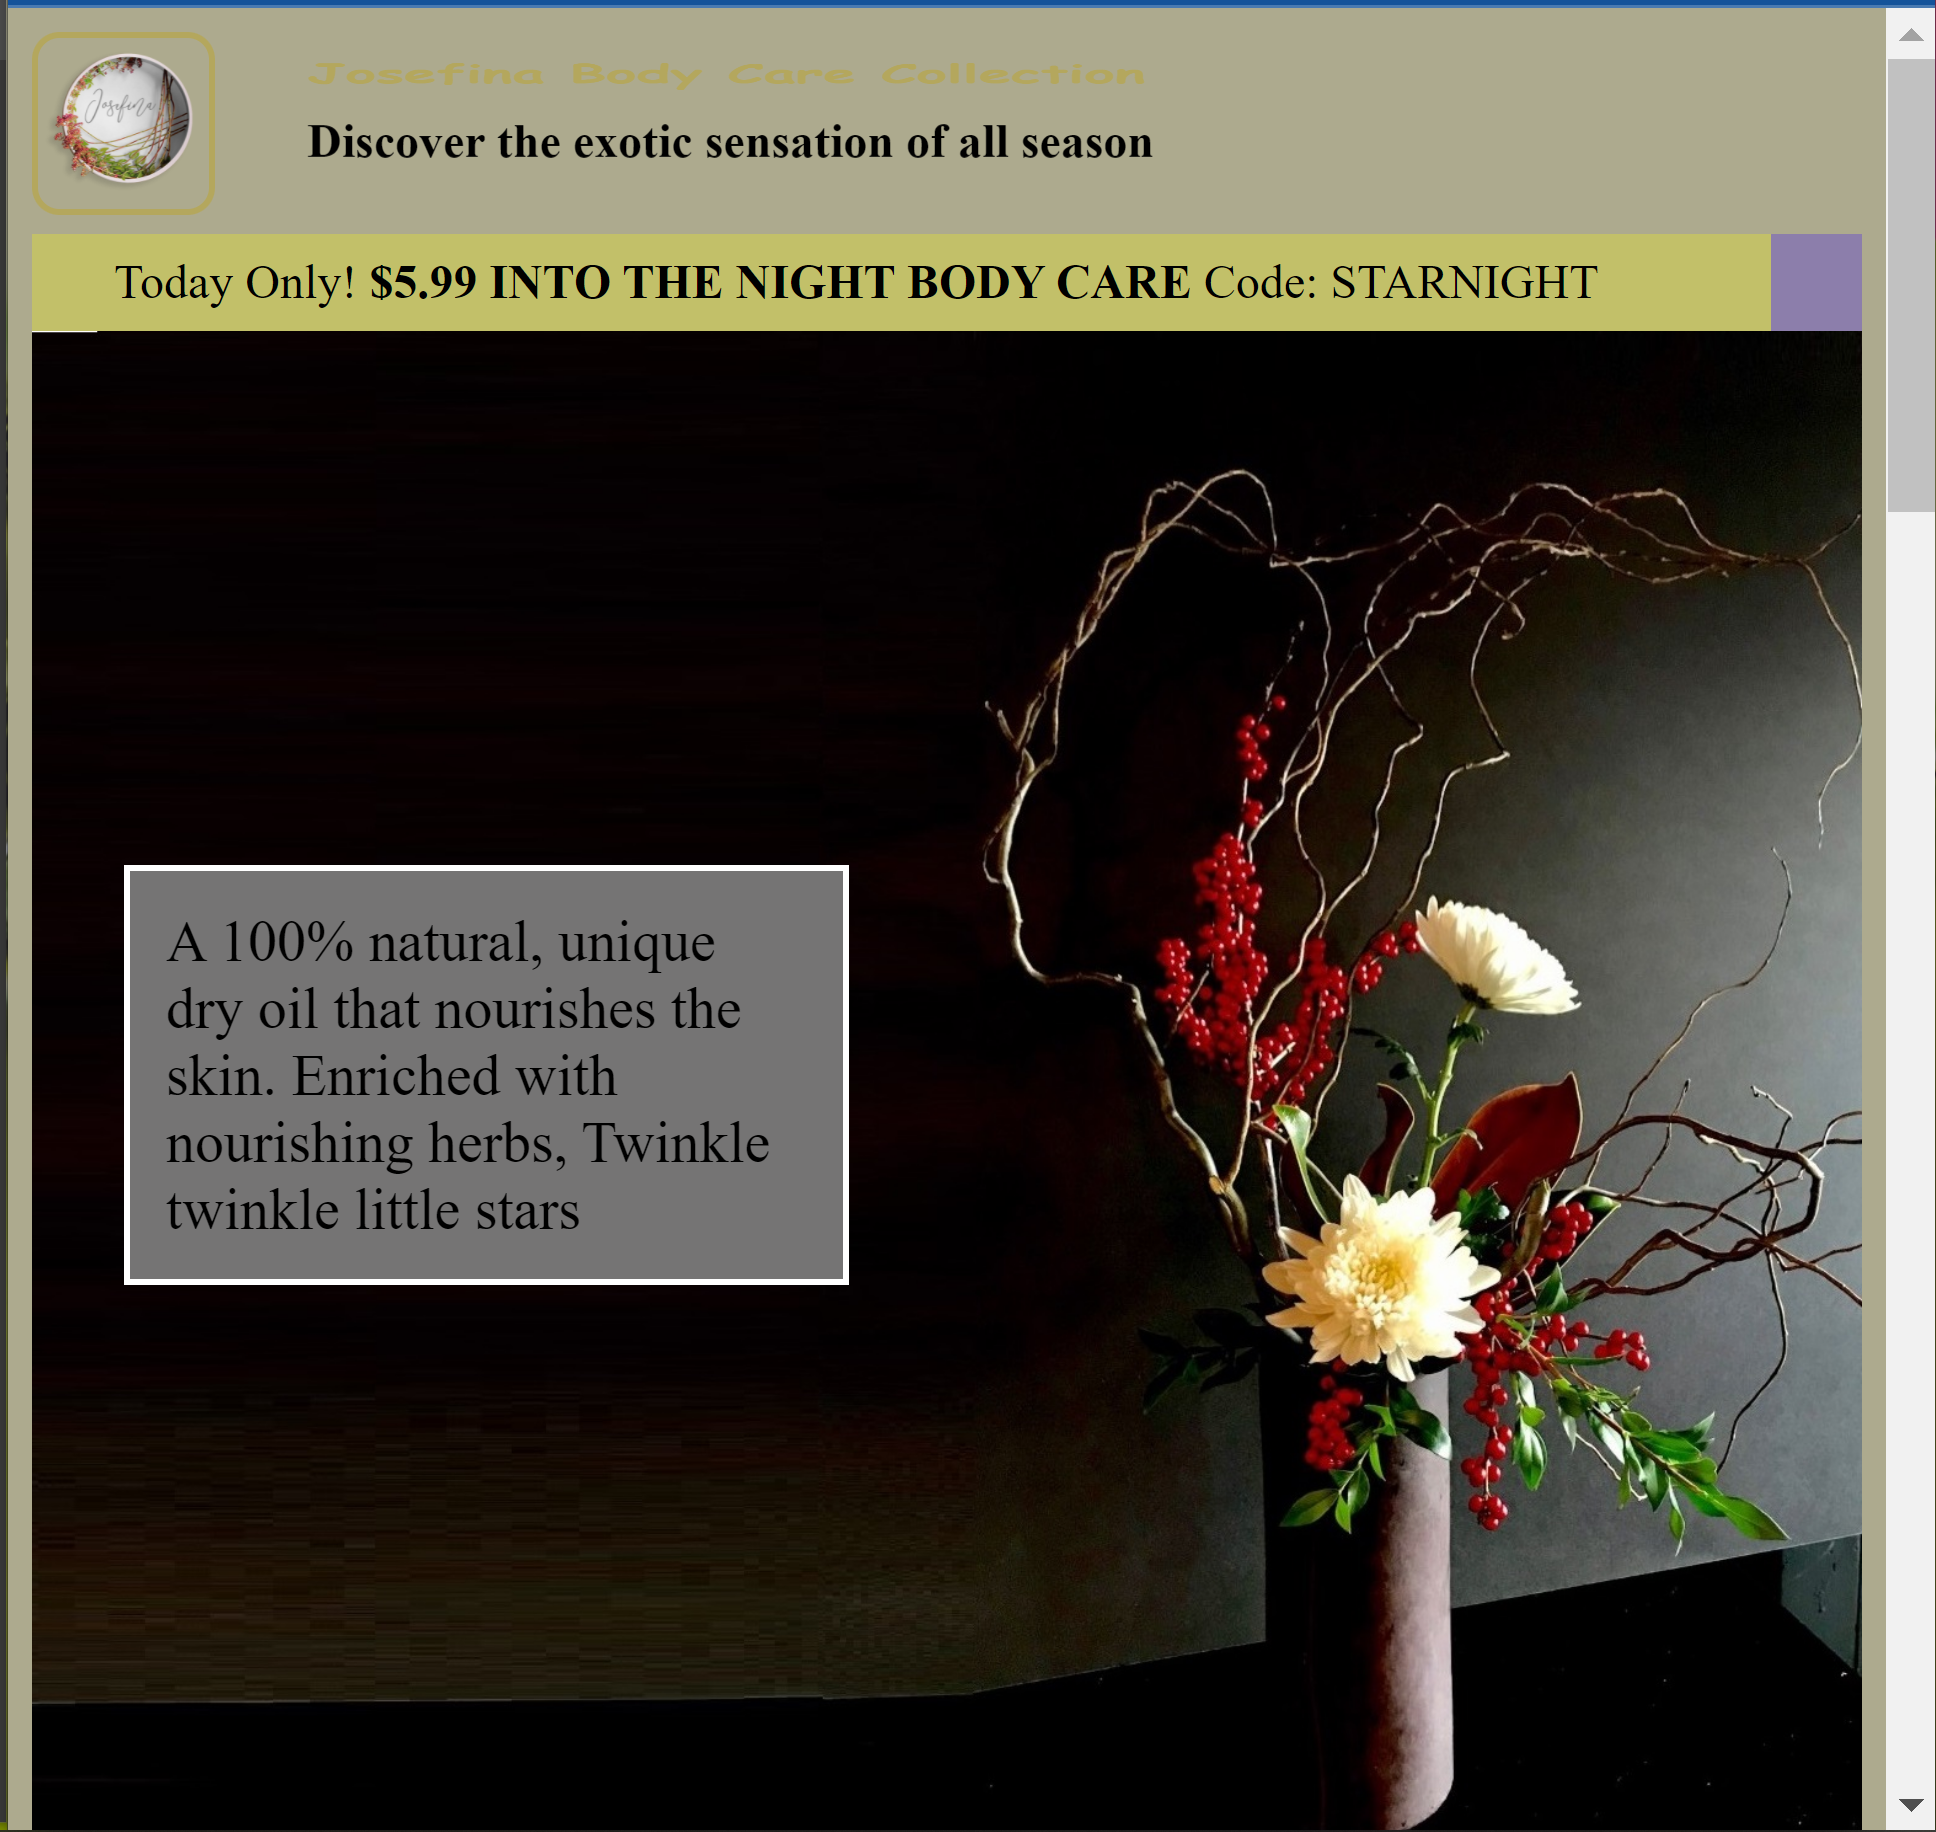 Josefina
Josefina Body Care Collection
Discover the exotic sensation of all season
Today Only! $5.99 INTO THE NIGHT BODY CARE Code: STARNIGHT
A 100% natural, unique
dry oil that nourishes the
skin. Enriched with
nourishing herbs, Twinkle
twinkle little stars